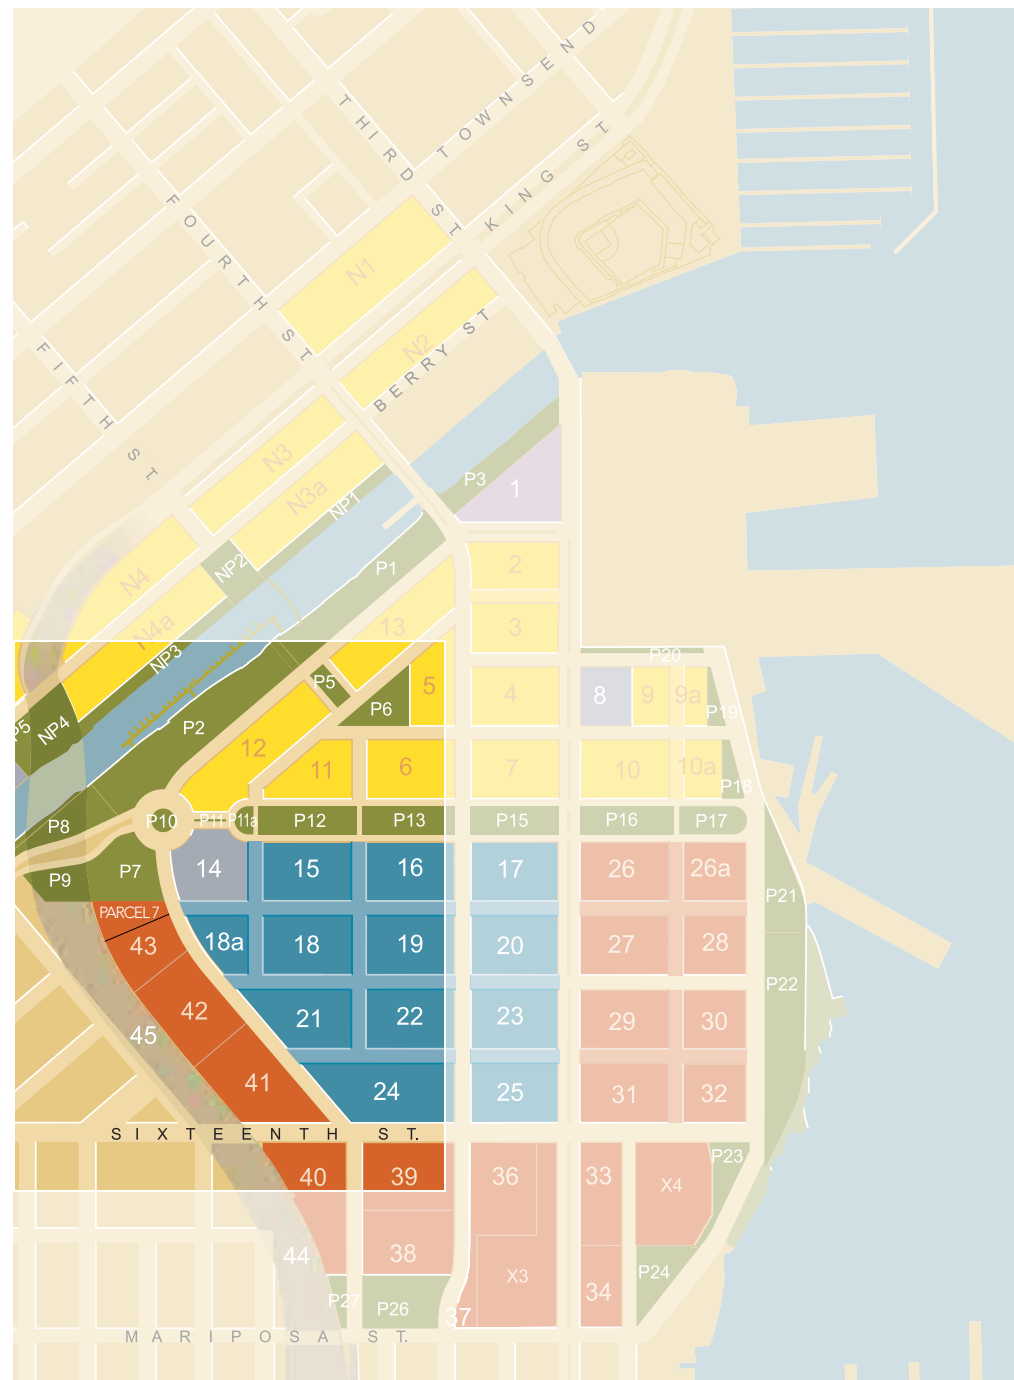 TOWNSEND
THIRD ST.
KING ST.
FOURTH ST.
N1
BERRY ST
N2
FIFTH ST.
N3
N3a
NP1
P3
1
N4
NP2
P1
2
N4a
NP3
13
3
P20
P5
5
4
8
9
9a
P19
P6
NP4
P5
P2
12
11
6
7
10
10a
P18
P8
P10
P11
P11a
P12
P13
P15
P16
P17
P9
P7
14
15
16
17
26
26a
P21
PARCEL 7
43
18a
18
19
20
27
28
P22
42
45
21
22
23
29
30
41
24
25
31
32
SIXTEENTH ST.
40
39
36
33
X4
P23
44
38
X3
34
P24
P27
P26
37
MARIPOSA ST.